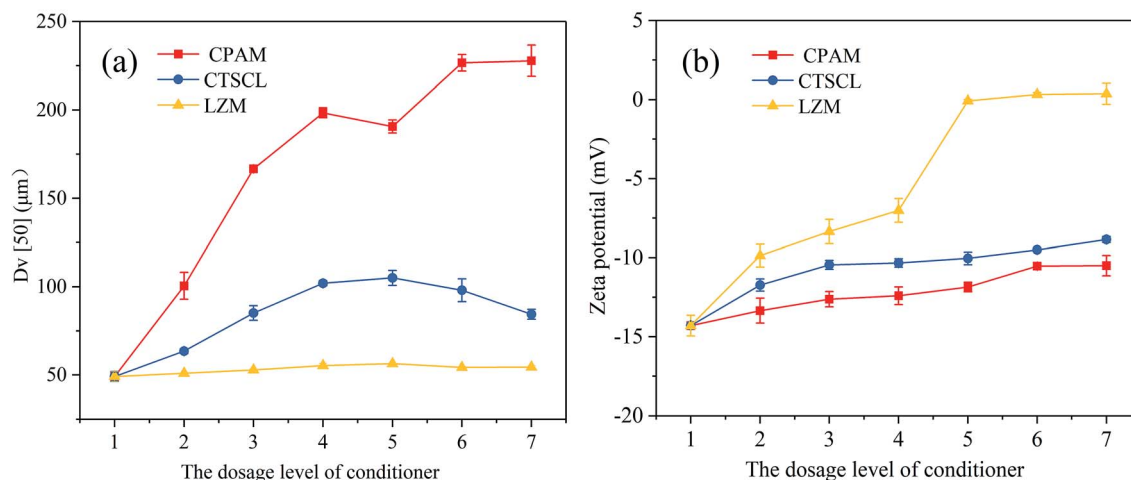 (a)
CPAM
CTSCL
LZM
250
200
150
100
50
Dv [50] (μm)
1 2 3 4 5 6 7
The dosage level of conditioner
(b)
CPAM
CTSCL
LZM
5
0
-5
-10
-15
-20
Zeta potential (mV)
1 2 3 4 5 6 7
The dosage level of conditioner